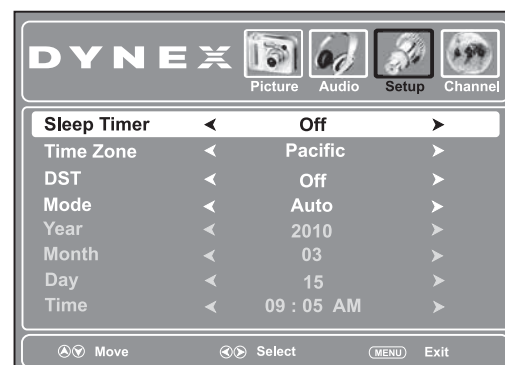 DYNEX
Picture Audio Setup Channel
Sleep Timer Off
Time Zone Pacific
DST Off
Mode Auto
Year 2010
Month 03
Day 15
Time 09 : 05 AM
Move Select MENU Exit